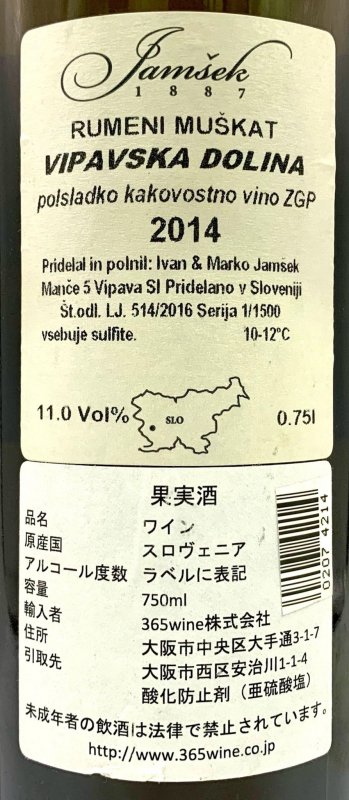 Jamšek
1887
RUMENI MUŠKAT
VIPAVSKA DOLINA
polsladko kakovostno vino ZGP
2014
Pridelal in polnil: Ivan & Marko Jamšek
Manče 5 Vipava SI Pridelano v Sloveniji
Št.odl. LJ. 514/2016 Serija 1/1500
vsebuje sulfite. 10-12°C
11.0 Vol% SLO 0.75l
果実酒
品名 ワイン
原産国 スロヴェニア
アルコール度数 ラベルに表記
容量 750ml
輸入者 365wine株式会社
住所 大阪市中央区大手通3-1-7
引取先 大阪市西区安治川1-1-4
酸化防止剤（亜硫酸塩）
未成年者の飲酒は法律で禁止されています。
http://www.365wine.co.jp
0207 4214